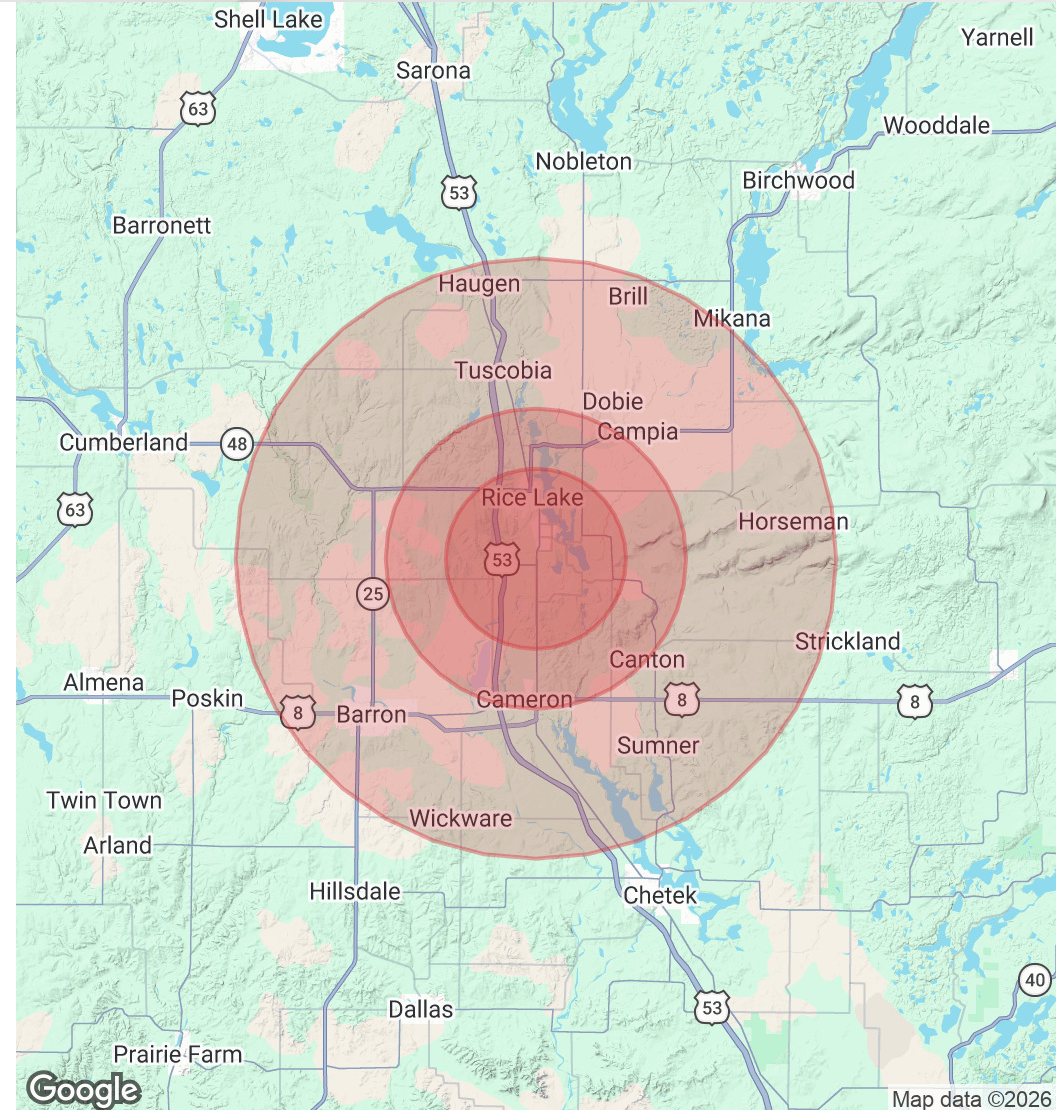 Shell Lake
Yarnell
Sarona
63
Wooddale
Nobleton
Birchwood
53
Barronett
Haugen
Brill
Mikana
Tuscobia
Dobie
Campia
Cumberland
48
Rice Lake
63
Horseman
53
25
Strickland
Canton
Almena
Poskin
Cameron
8
8
8
Barron
Sumner
Twin Town
Wickware
Arland
Hillsdale
Chetek
40
Dallas
53
Prairie Farm
Google
Map data ©2026